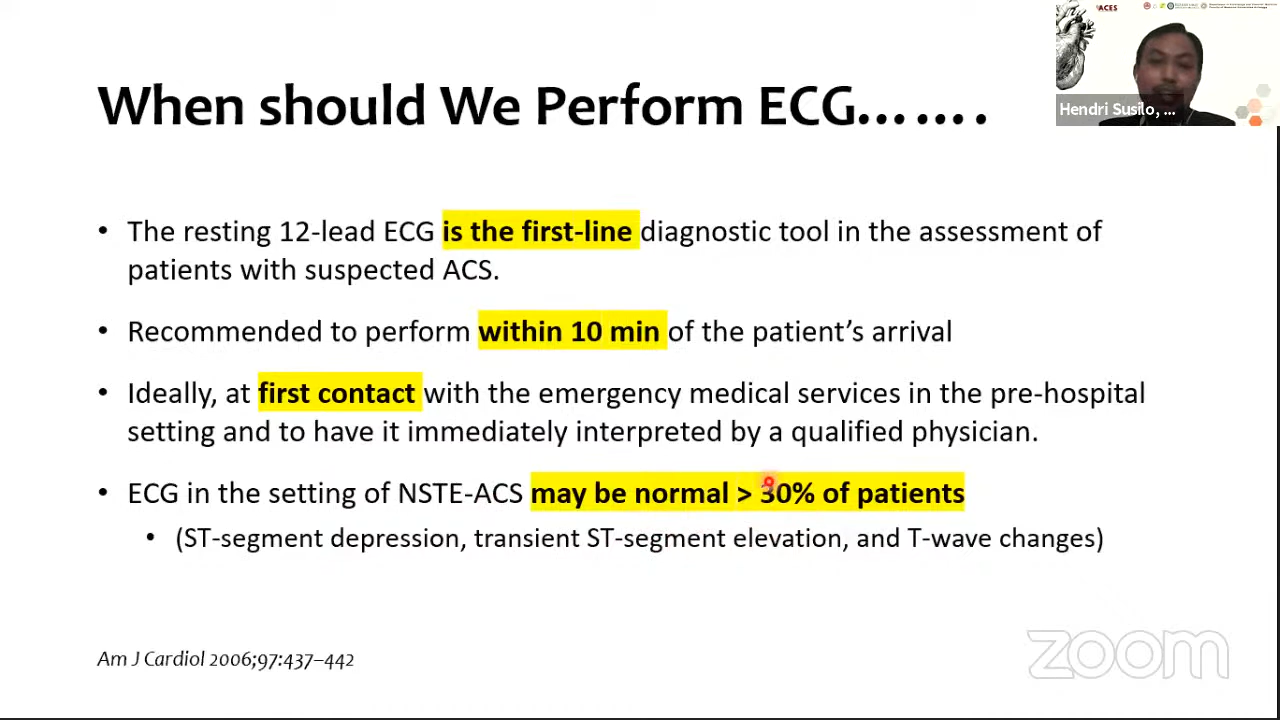 ACES
When should We Perform ECG…….
Hendri Susilo, ...
• The resting 12-lead ECG is the first-line diagnostic tool in the assessment of
patients with suspected ACS.
• Recommended to perform within 10 min of the patient’s arrival
• Ideally, at first contact with the emergency medical services in the pre-hospital
setting and to have it immediately interpreted by a qualified physician.
• ECG in the setting of NSTE-ACS may be normal > 30% of patients
• (ST-segment depression, transient ST-segment elevation, and T-wave changes)
Am J Cardiol 2006;97:437–442
zoom